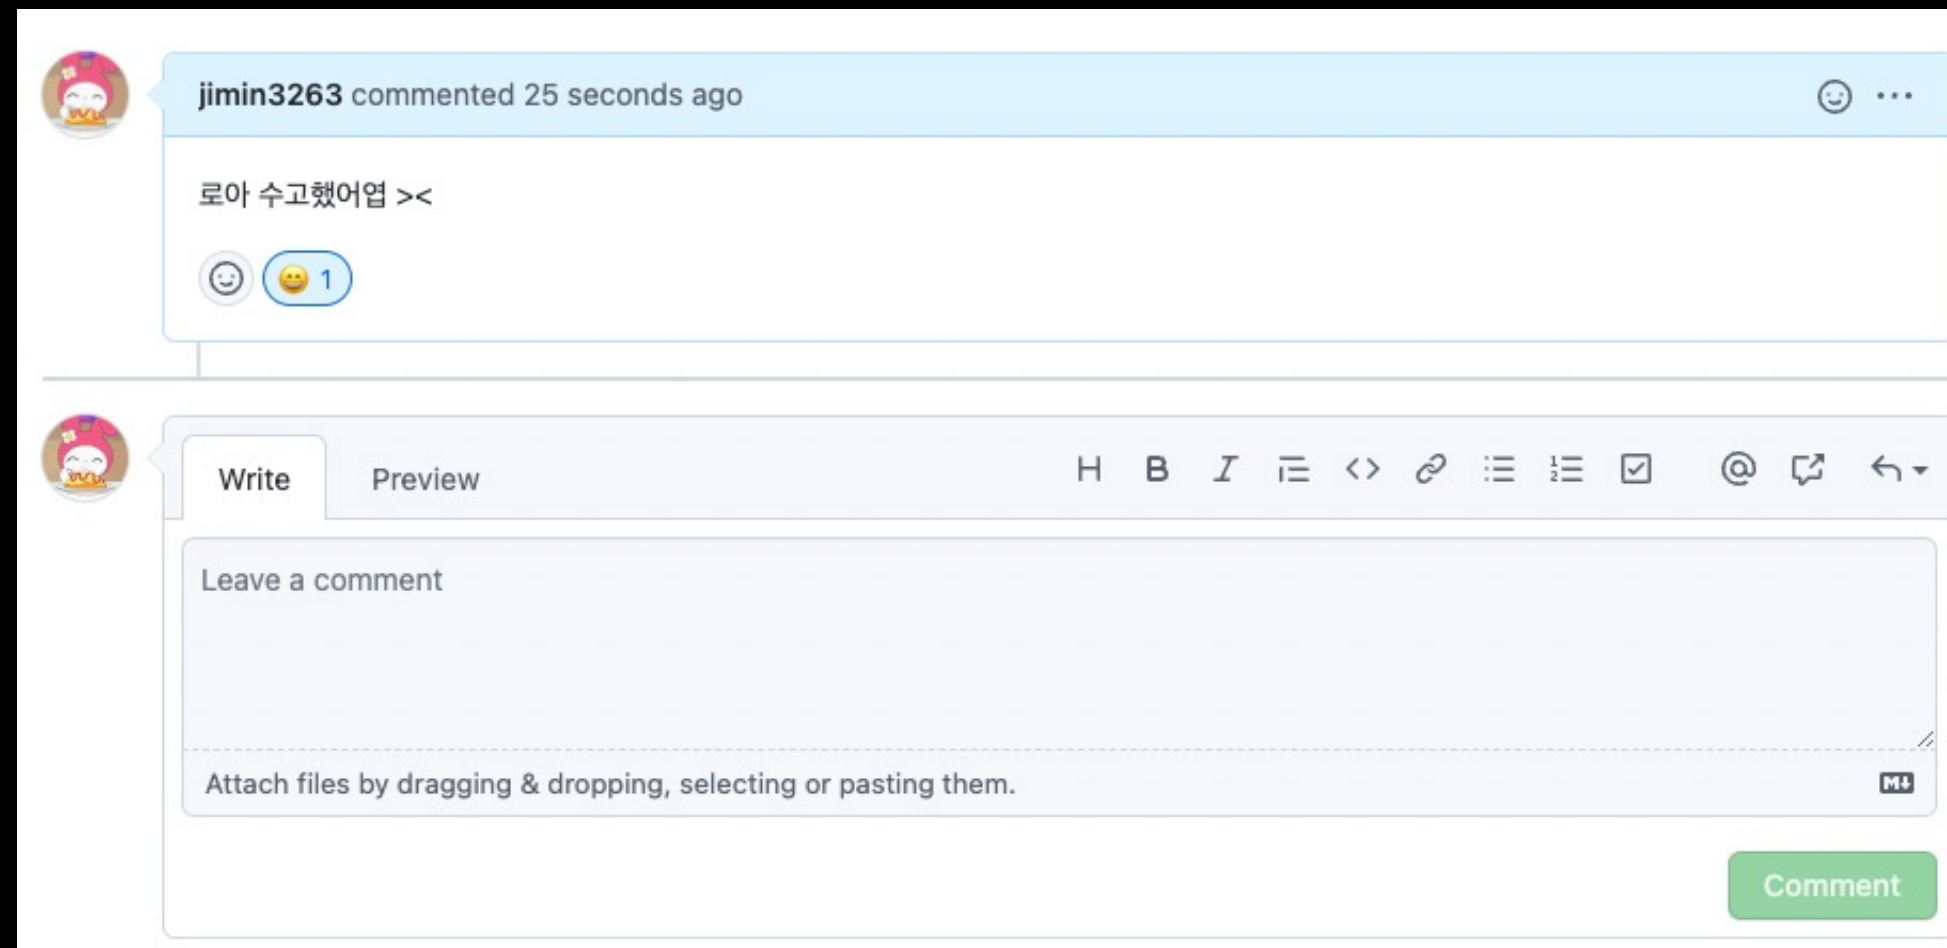 jimin3263 commented 25 seconds ago
로아 수고했어엽 ><
1
Write Preview
Leave a comment
Attach files by dragging & dropping, selecting or pasting them.
Comment